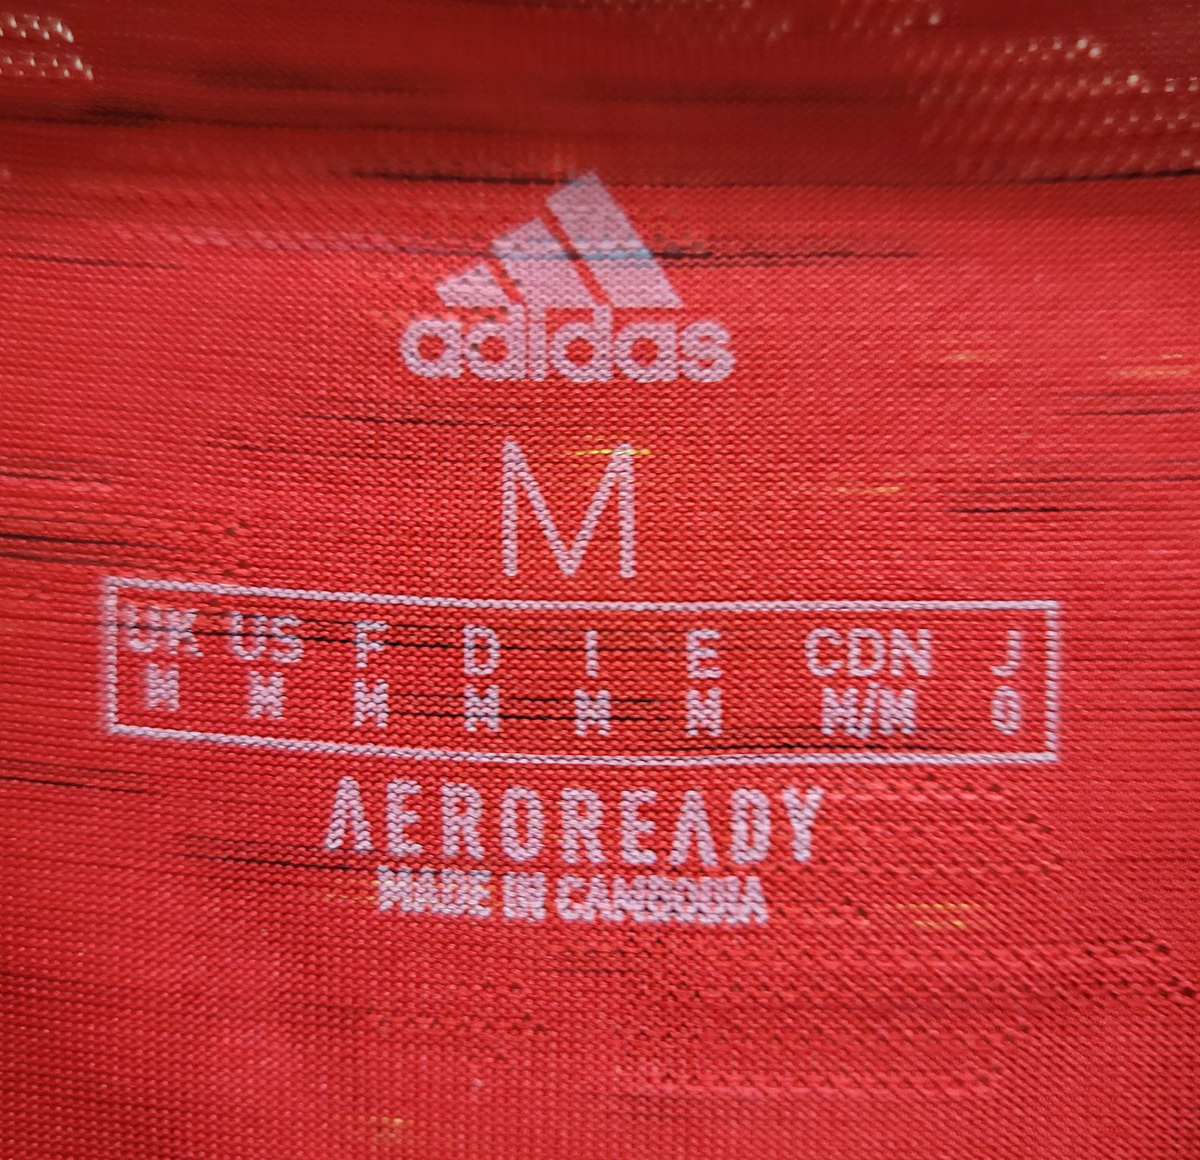 adidas
M
UK US F D I E CDN J
M M M M M M M/M O
AEROREADY
MADE IN CAMBODIA